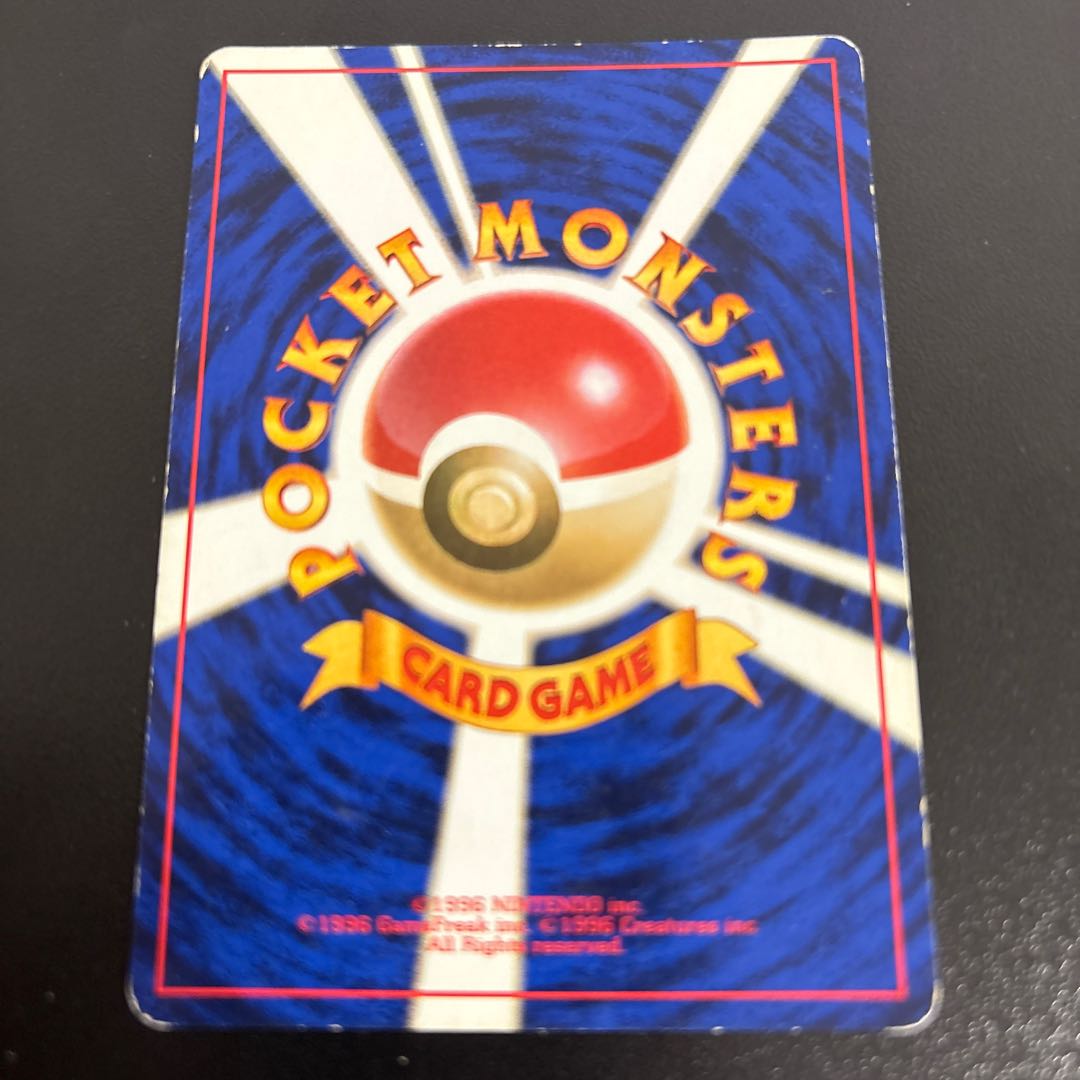 POCKET MONSTERS
CARD GAME
©1996 NINTENDO inc.
©1996 GameFreak inc. ©1996 Creatures inc.
All Rights reserved.